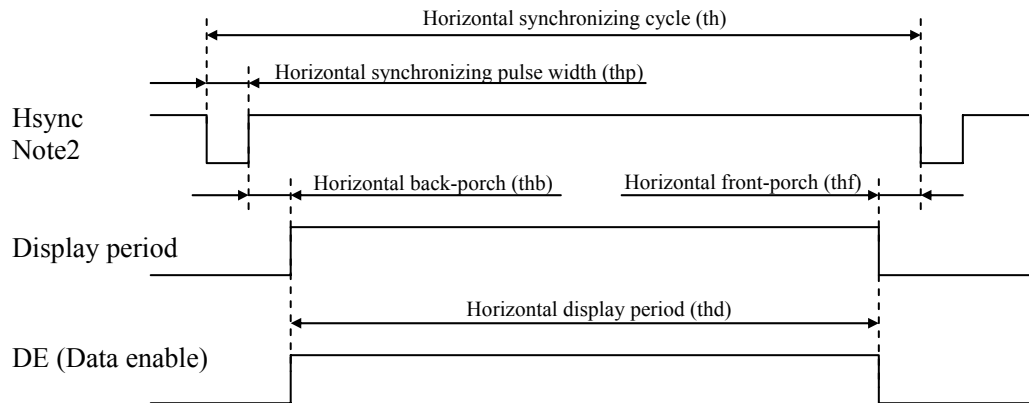 Horizontal synchronizing cycle (th)
Horizontal synchronizing pulse width (thp)
Hsync
Note2
Horizontal back-porch (thb)
Horizontal front-porch (thf)
Display period
Horizontal display period (thd)
DE (Data enable)